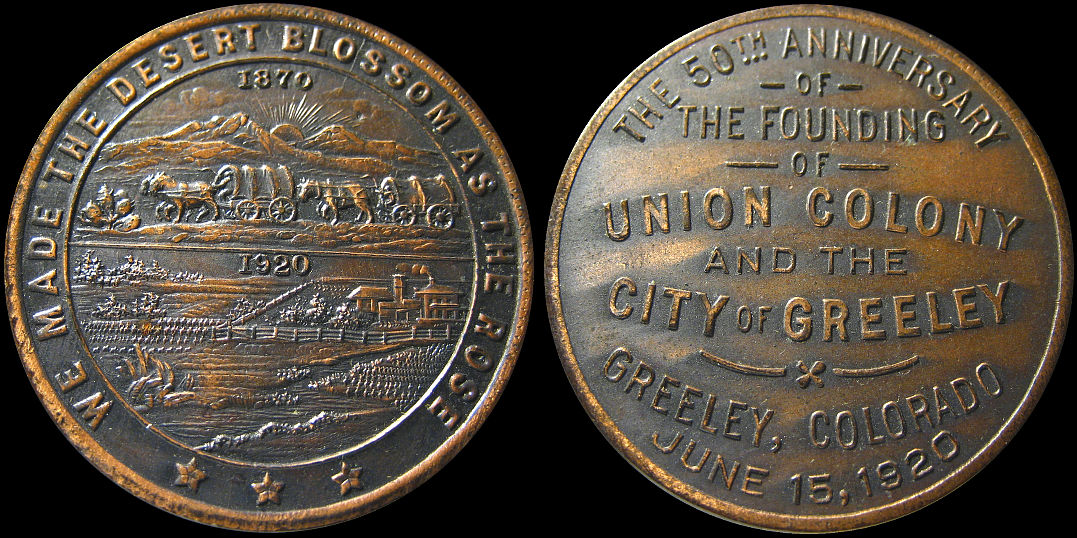 WE MADE THE DESERT BLOSSOM AS THE ROSE
1870
1920
THE 50TH ANNIVERSARY
OF
THE FOUNDING
OF
UNION COLONY
AND THE
CITY OF GREELEY
GREELEY, COLORADO
JUNE 15, 1920